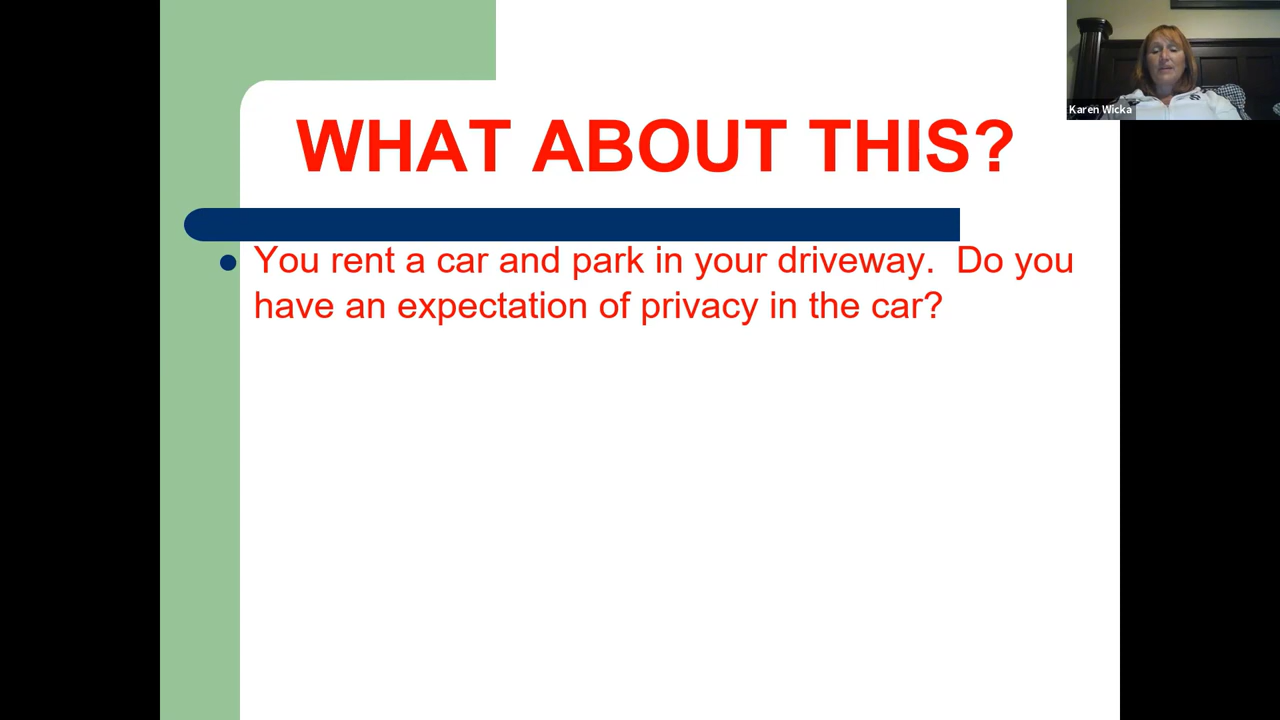 Karen Wicka
WHAT ABOUT THIS?
You rent a car and park in your driveway.  Do you
have an expectation of privacy in the car?